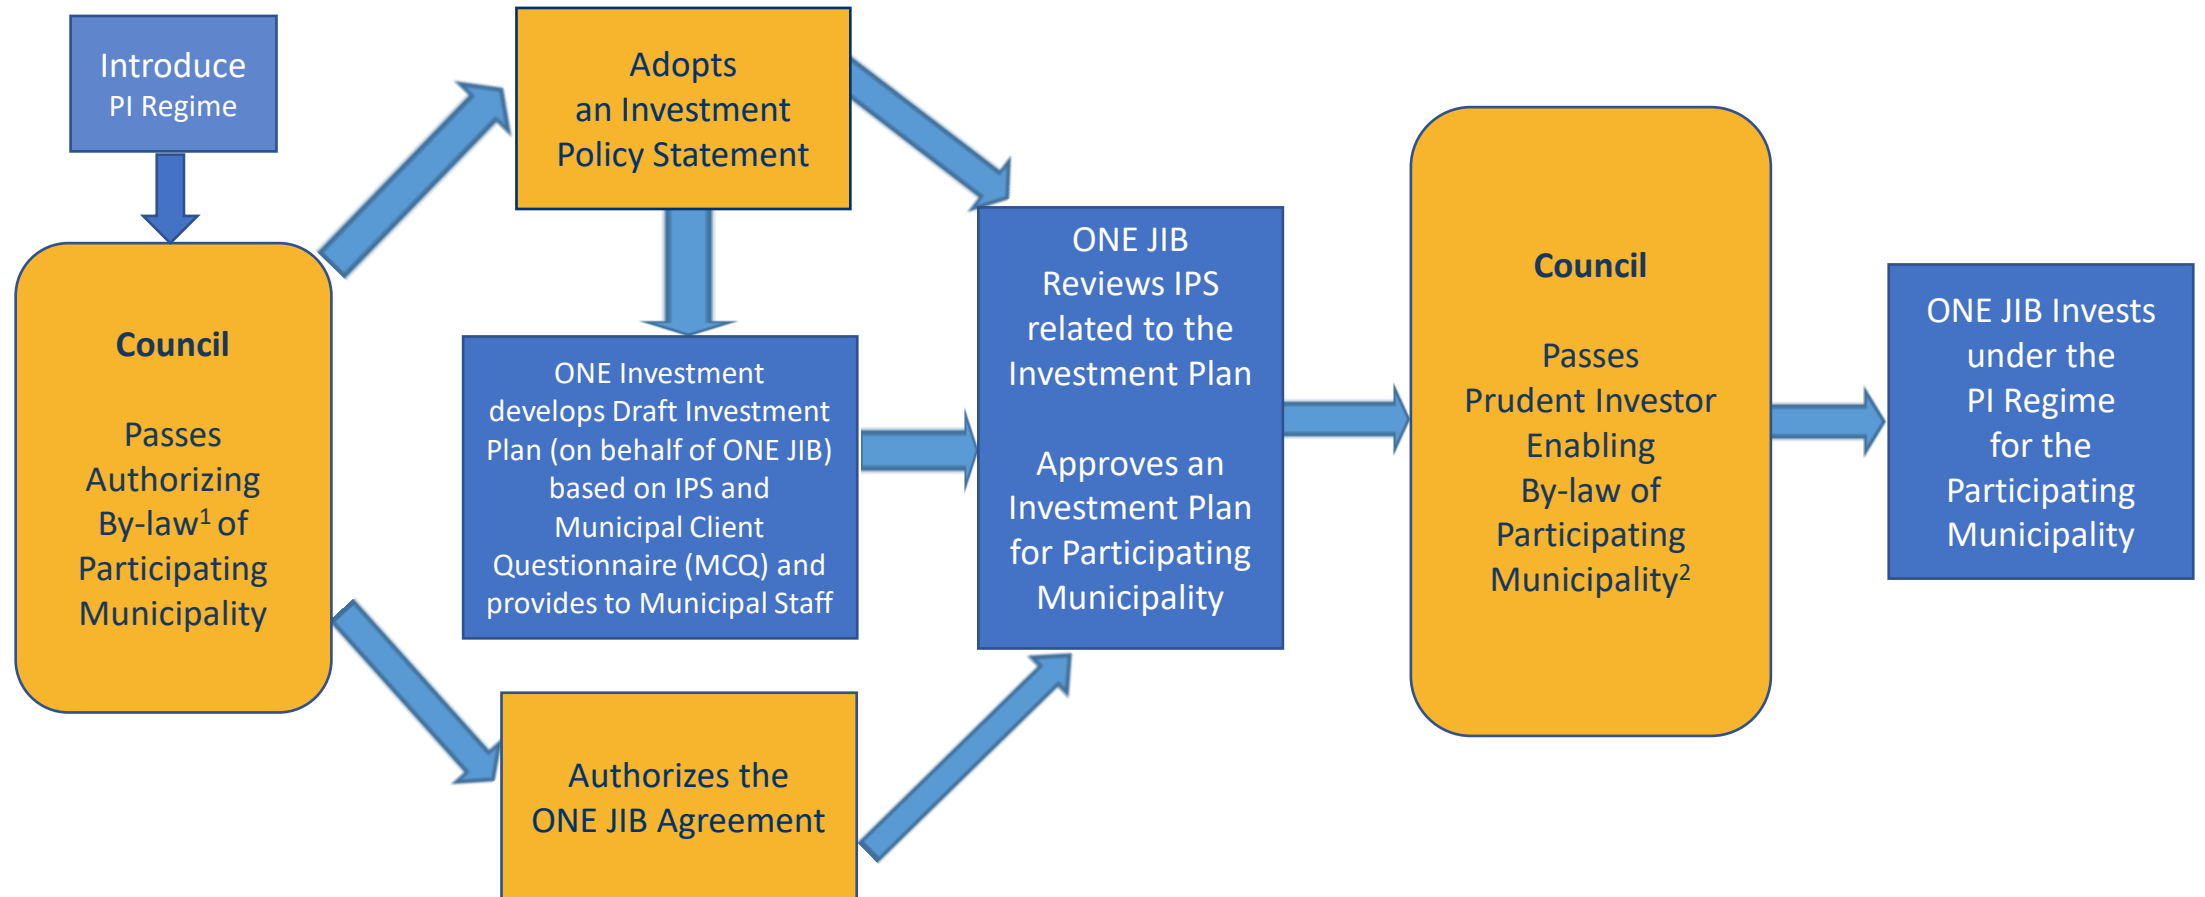 Introduce
PI Regime
Council
Passes
Authorizing
By-law¹ of
Participating
Municipality
Adopts
an Investment
Policy Statement
ONE Investment
develops Draft Investment
Plan (on behalf of ONE JIB)
based on IPS and
Municipal Client
Questionnaire (MCQ) and
provides to Municipal Staff
Authorizes the
ONE JIB Agreement
ONE JIB
Reviews IPS
related to the
Investment Plan
Approves an
Investment Plan
for Participating
Municipality
Council
Passes
Prudent Investor
Enabling
By-law of
Participating
Municipality²
ONE JIB Invests
under the
PI Regime
for the
Participating
Municipality